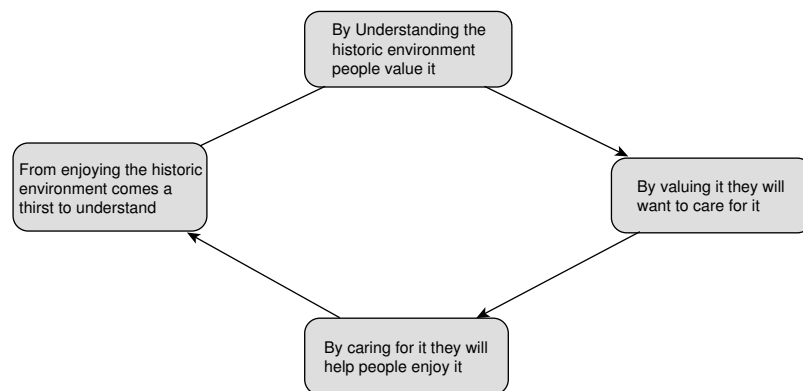 By Understanding the
historic environment
people value it
From enjoying the historic
environment comes a
thirst to understand
By valuing it they will
want to care for it
By caring for it they will
help people enjoy it